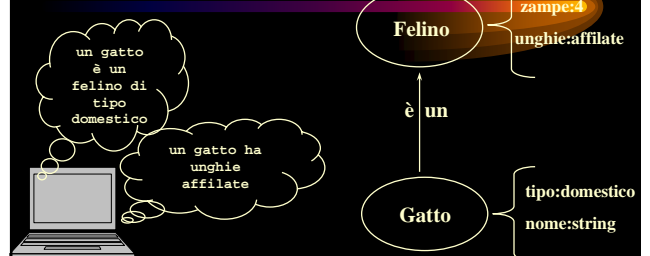 un gatto
è un
felino di
tipo
domestico
un gatto ha
unghie
affilate
Felino
zampe:4
unghie:affilate
è un
Gatto
tipo:domestico
nome:string